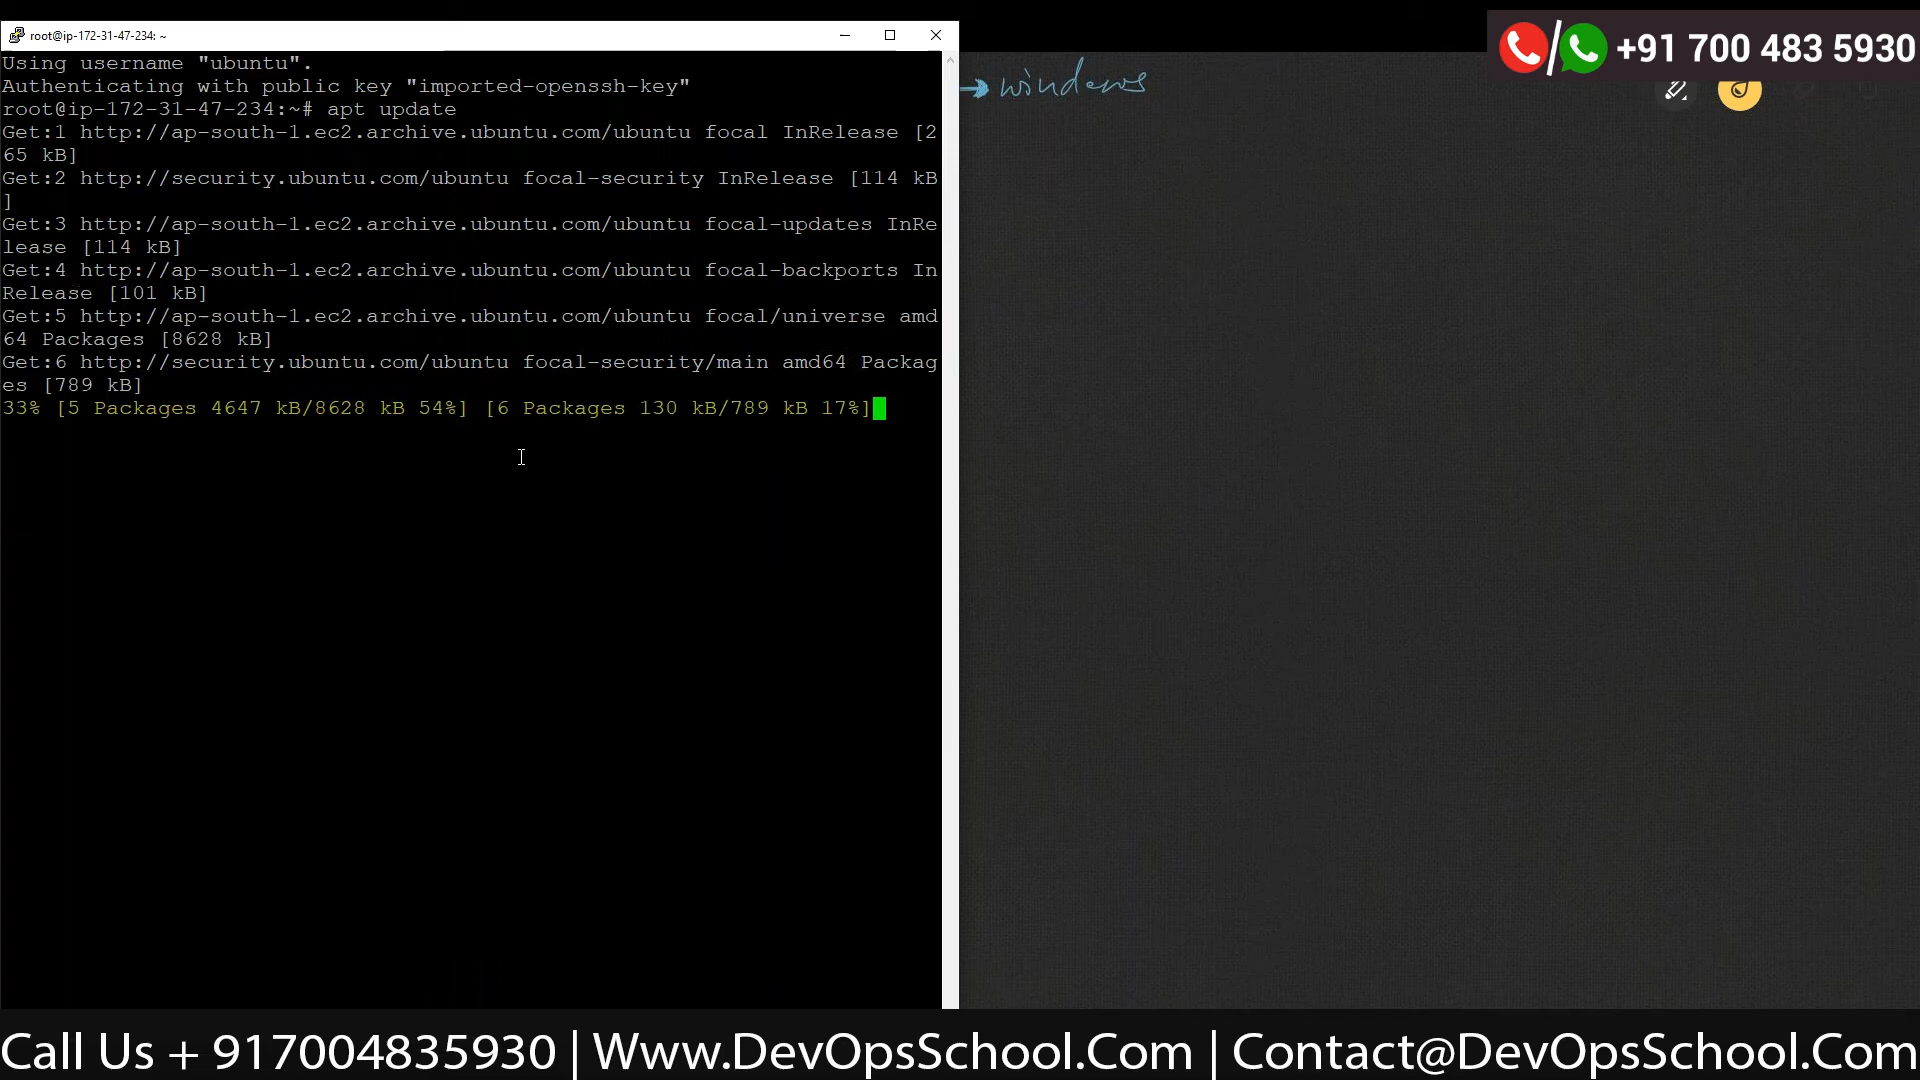 root@ip-172-31-47-234: ~
Using username "ubuntu".
Authenticating with public key "imported-openssh-key"
root@ip-172-31-47-234:~# apt update
Get:1 http://ap-south-1.ec2.archive.ubuntu.com/ubuntu focal InRelease [2
65 kB]
Get:2 http://security.ubuntu.com/ubuntu focal-security InRelease [114 kB
]
Get:3 http://ap-south-1.ec2.archive.ubuntu.com/ubuntu focal-updates InRe
lease [114 kB]
Get:4 http://ap-south-1.ec2.archive.ubuntu.com/ubuntu focal-backports In
Release [101 kB]
Get:5 http://ap-south-1.ec2.archive.ubuntu.com/ubuntu focal/universe amd
64 Packages [8628 kB]
Get:6 http://security.ubuntu.com/ubuntu focal-security/main amd64 Packag
es [789 kB]
33% [5 Packages 4647 kB/8628 kB 54%] [6 Packages 130 kB/789 kB 17%]
→ windows
+91 700 483 5930
Call Us + 917004835930 | Www.DevOpsSchool.Com | Contact@DevOpsSchool.Com